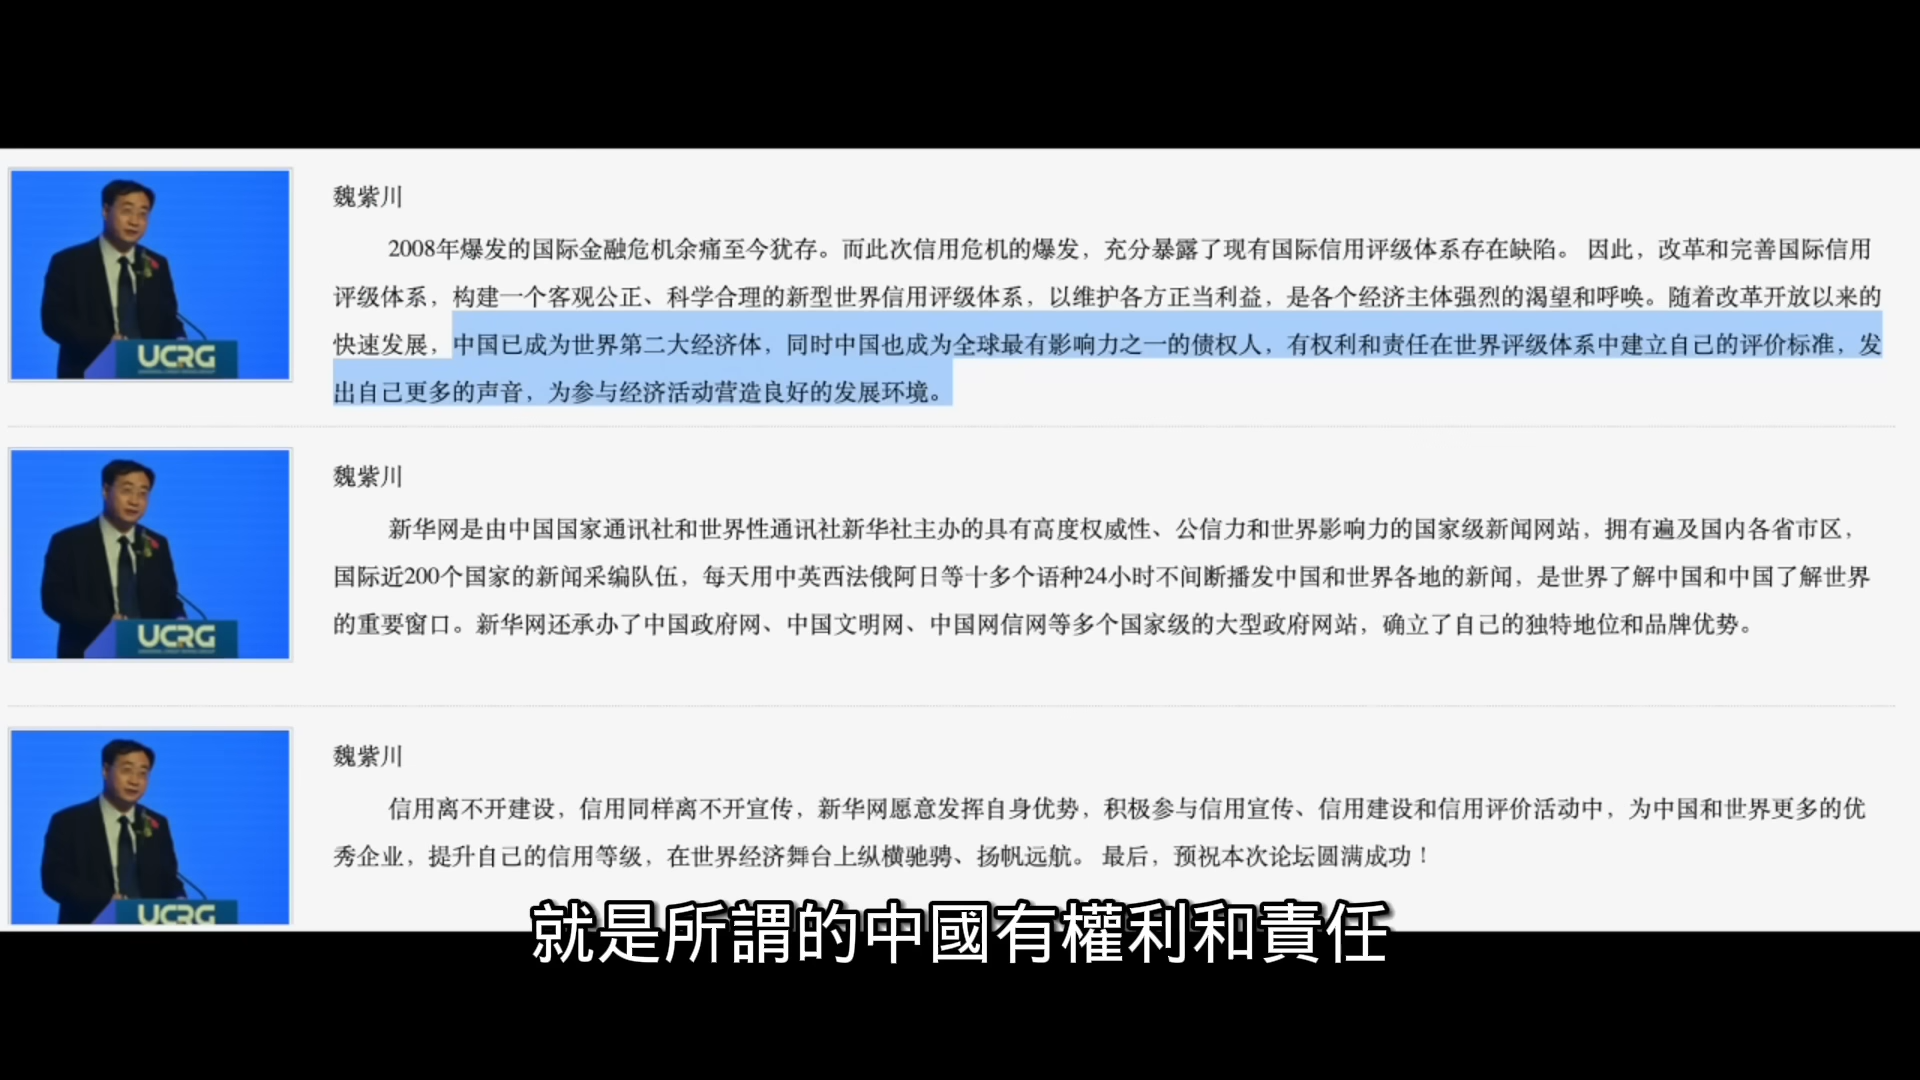 魏紫川
2008年爆发的国际金融危机余痛至今犹存。而此次信用危机的爆发，充分暴露了现有国际信用评级体系存在缺陷。 因此，改革和完善国际信用
评级体系，构建一个客观公正、科学合理的新型世界信用评级体系，以维护各方正当利益，是各个经济主体强烈的渴望和呼唤。随着改革开放以来的
快速发展，中国已成为世界第二大经济体，同时中国也成为全球最有影响力之一的债权人，有权利和责任在世界评级体系中建立自己的评价标准，发
出自己更多的声音，为参与经济活动营造良好的发展环境。
UCRG
魏紫川
新华网是由中国国家通讯社和世界性通讯社新华社主办的具有高度权威性、公信力和世界影响力的国家级新闻网站，拥有遍及国内各省市区，
国际近200个国家的新闻采编队伍，每天用中英西法俄阿日等十多个语种24小时不间断播发中国和世界各地的新闻，是世界了解中国和中国了解世界
的重要窗口。新华网还承办了中国政府网、中国文明网、中国网信网等多个国家级的大型政府网站，确立了自己的独特地位和品牌优势。
UCRG
魏紫川
信用离不开建设，信用同样离不开宣传，新华网愿意发挥自身优势，积极参与信用宣传、信用建设和信用评价活动中，为中国和世界更多的优
秀企业，提升自己的信用等级，在世界经济舞台上纵横驰骋、扬帆远航。 最后，预祝本次论坛圆满成功！
UCRG
就是所謂的中國有權利和責任